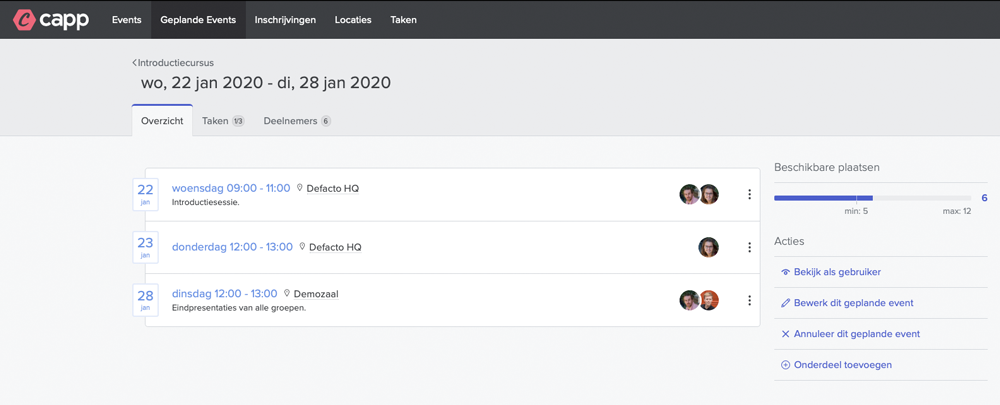 capp Events Geplande Events Inschrijvingen Locaties Taken
Introductiecursus
wo, 22 jan 2020 - di, 28 jan 2020
Overzicht Taken 1/3 Deelnemers 6
22 jan
woensdag 09:00 - 11:00 Defacto HQ
Introductiesessie.
23 jan
donderdag 12:00 - 13:00 Defacto HQ
28 jan
dinsdag 12:00 - 13:00 Demozaal
Eindpresentaties van alle groepen.
Beschikbare plaatsen
6
min: 5 max: 12
Acties
Bekijk als gebruiker
Bewerk dit geplande event
Annuleer dit geplande event
Onderdeel toevoegen